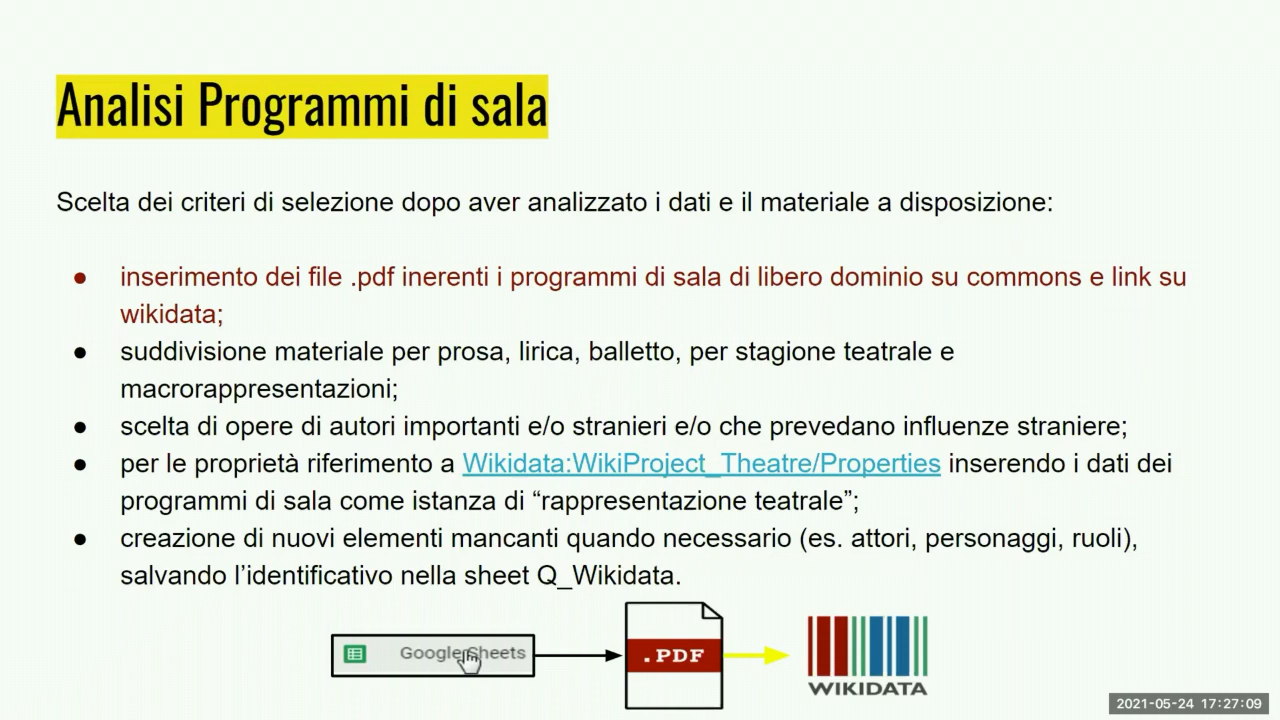 Analisi Programmi di sala
Scelta dei criteri di selezione dopo aver analizzato i dati e il materiale a disposizione:
● inserimento dei file .pdf inerenti i programmi di sala di libero dominio su commons e link su
wikidata;
● suddivisione materiale per prosa, lirica, balletto, per stagione teatrale e
macrorappresentazioni;
● scelta di opere di autori importanti e/o stranieri e/o che prevedano influenze straniere;
● per le proprietà riferimento a Wikidata:WikiProject_Theatre/Properties inserendo i dati dei
programmi di sala come istanza di “rappresentazione teatrale”;
● creazione di nuovi elementi mancanti quando necessario (es. attori, personaggi, ruoli),
salvando l’identificativo nella sheet Q_Wikidata.
Google Sheets
.PDF
WIKIDATA
2021-05-24 17:27:09